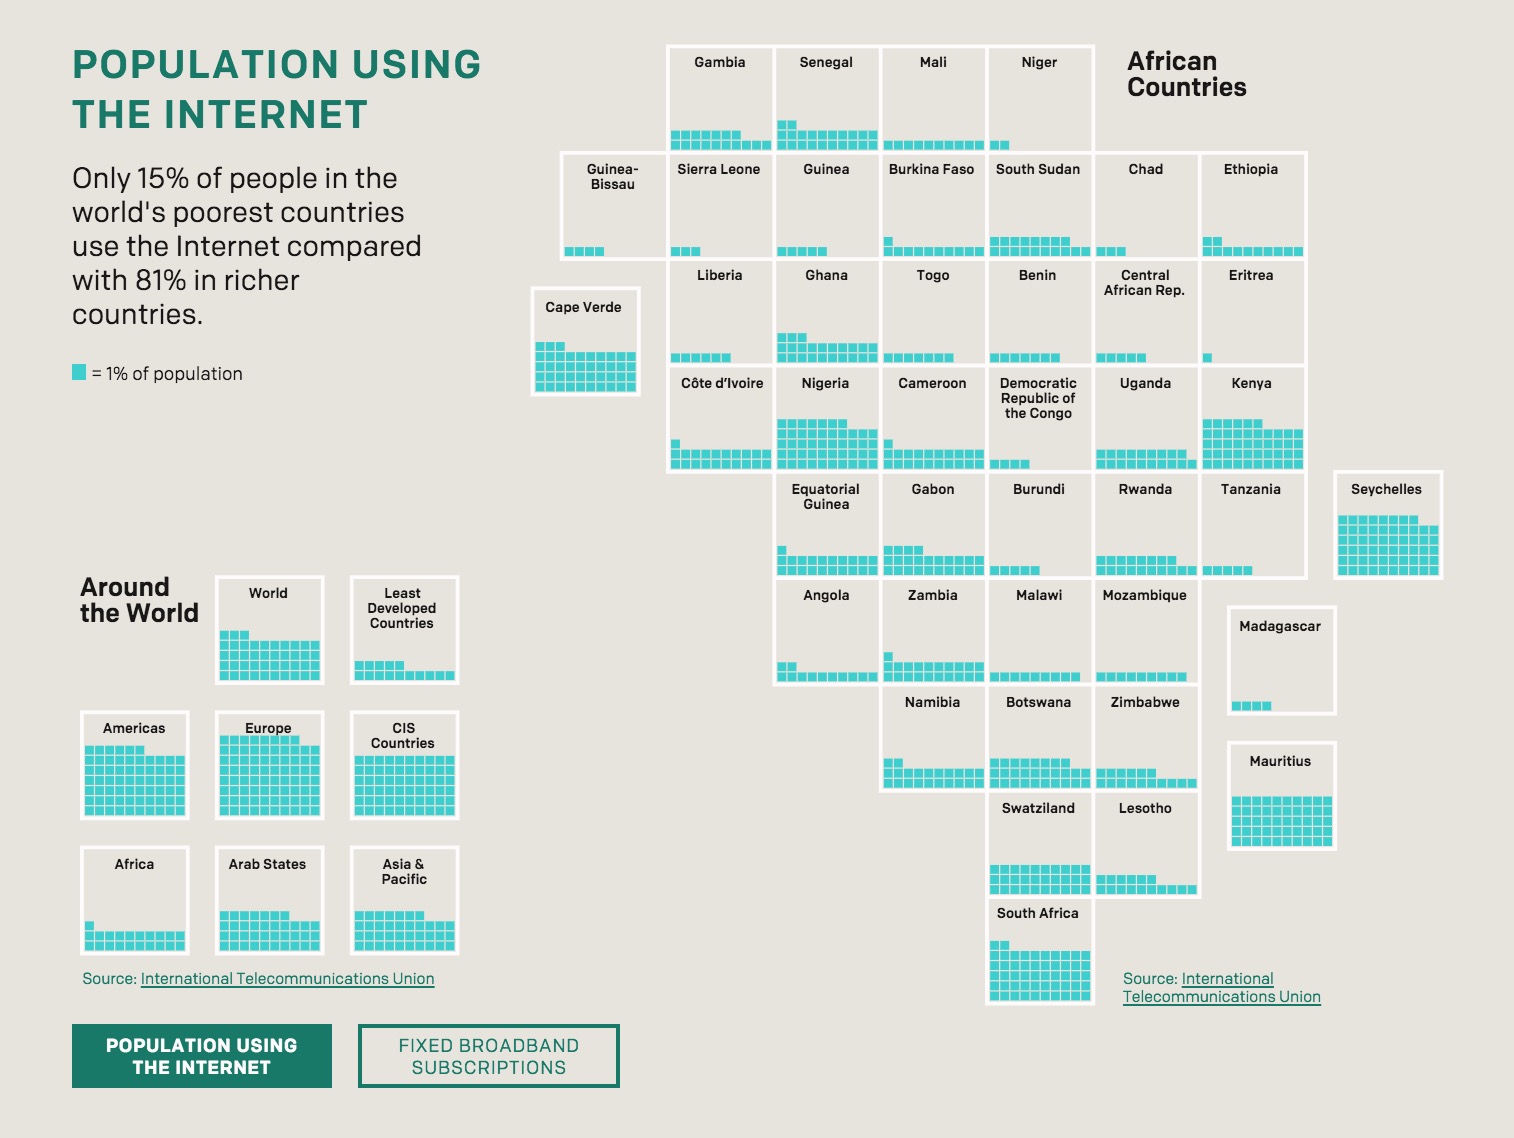 POPULATION USING
THE INTERNET
Only 15% of people in the
world's poorest countries
use the Internet compared
with 81% in richer
countries.
= 1% of population
African
Countries
Gambia
Senegal
Mali
Niger
Guinea-
Bissau
Sierra Leone
Guinea
Burkina Faso
South Sudan
Chad
Ethiopia
Cape Verde
Liberia
Ghana
Togo
Benin
Central
African Rep.
Eritrea
Côte d'Ivoire
Nigeria
Cameroon
Democratic
Republic of
the Congo
Uganda
Kenya
Equatorial
Guinea
Gabon
Burundi
Rwanda
Tanzania
Seychelles
Angola
Zambia
Malawi
Mozambique
Madagascar
Namibia
Botswana
Zimbabwe
Mauritius
Swatziland
Lesotho
South Africa
Source: International
Telecommunications Union
Around
the World
World
Least
Developed
Countries
Americas
Europe
CIS
Countries
Africa
Arab States
Asia &
Pacific
Source: International Telecommunications Union
POPULATION USING
THE INTERNET
FIXED BROADBAND
SUBSCRIPTIONS